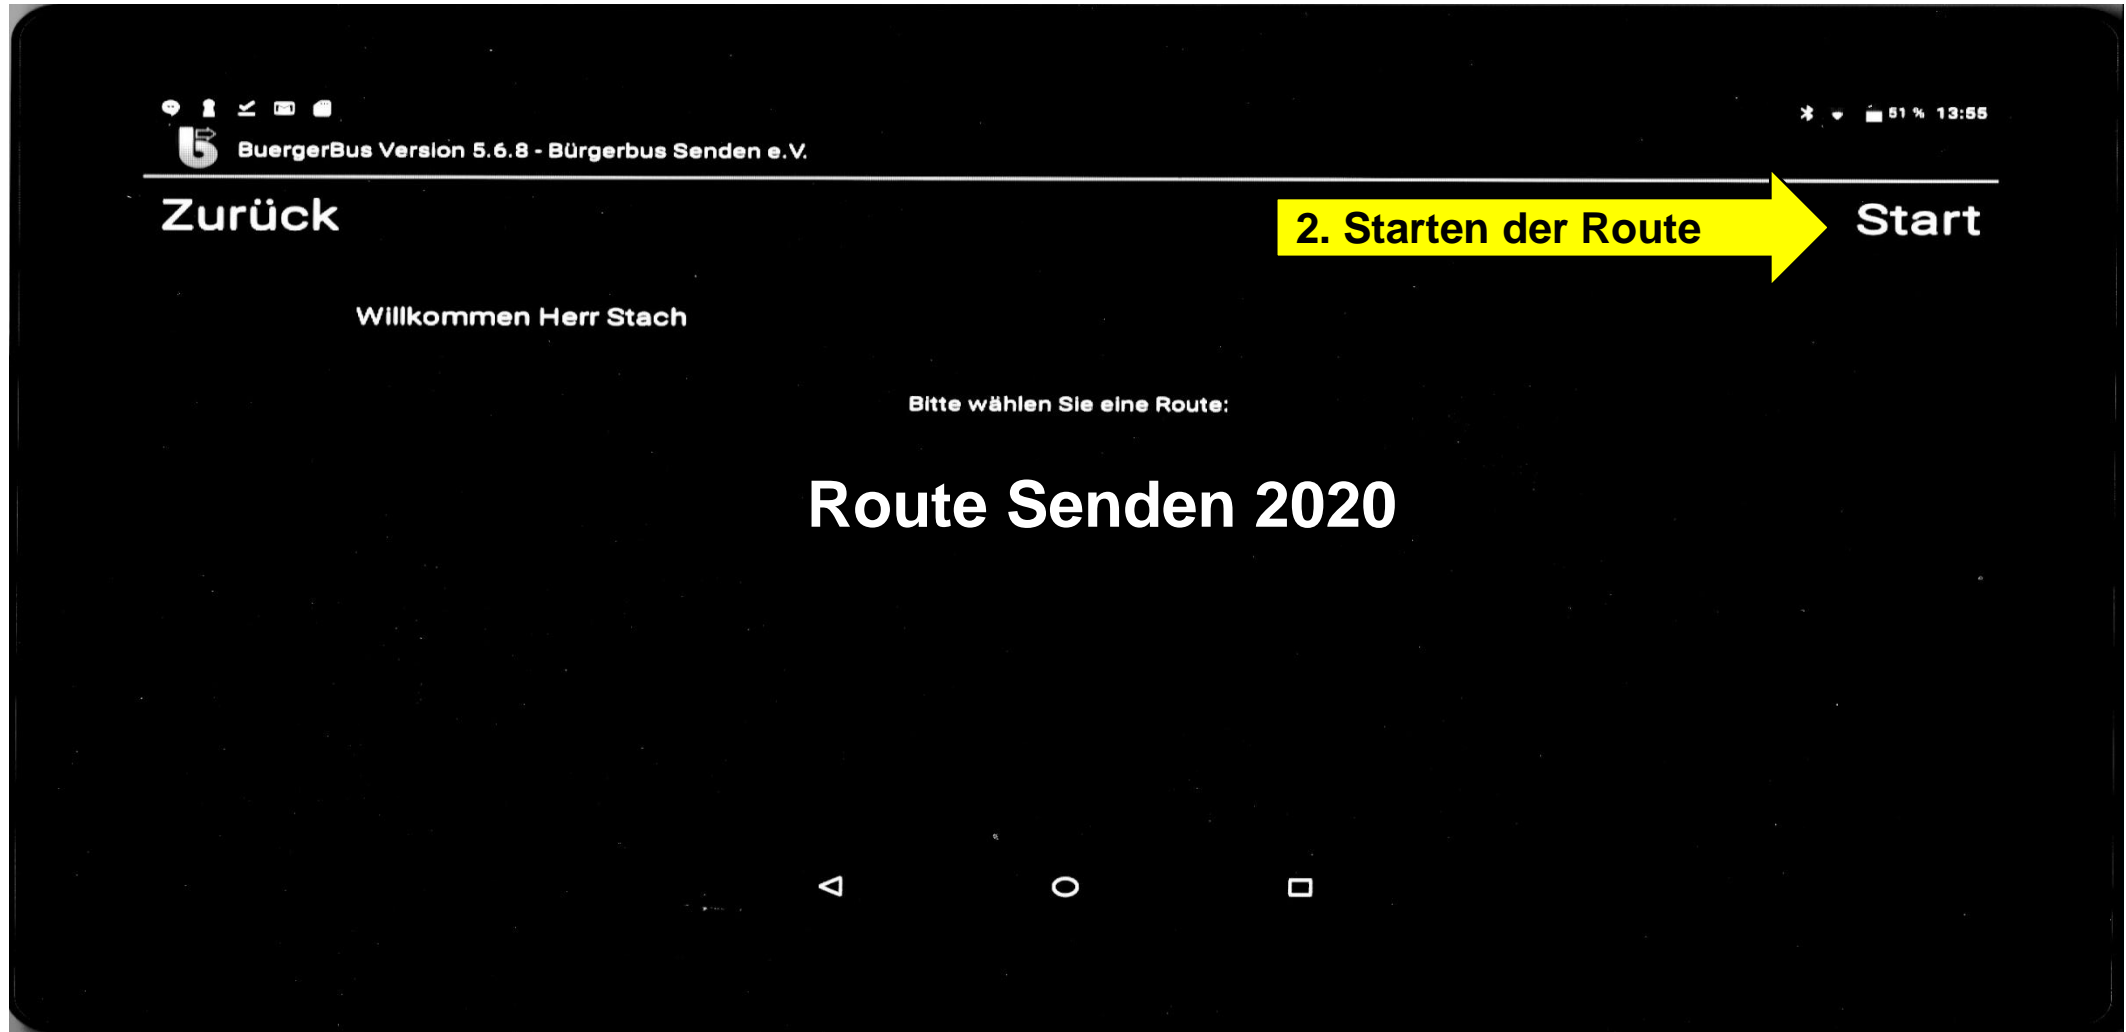 51 % 13:55
BuergerBus Version 5.6.8 - Bürgerbus Senden e.V.
Zurück
2. Starten der Route
Start
Willkommen Herr Stach
Bitte wählen Sie eine Route:
Route Senden 2020